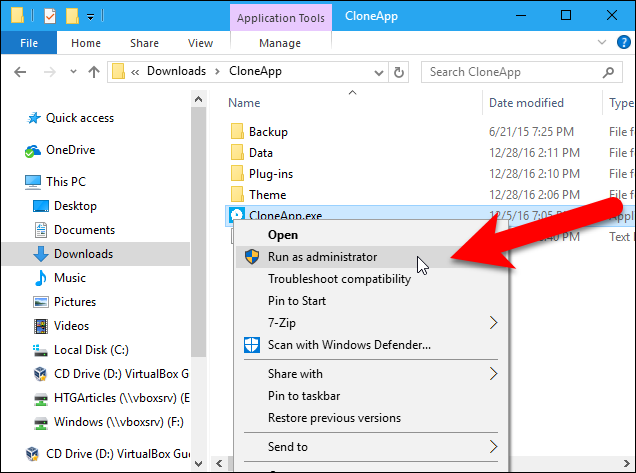 Application Tools CloneApp
File Home Share View Manage
« Downloads > CloneApp
Search CloneApp
Name Date modified Type
Quick access
OneDrive
This PC
Desktop
Documents
Downloads
Music
Pictures
Videos
Local Disk (C:)
CD Drive (D:) VirtualBox Gu
HTGArticles (\\vboxsrv) (E:)
Windows (\\vboxsrv) (F:)
CD Drive (D:) VirtualBox Gue
Backup 6/21/15 7:25 PM File f
Data 12/28/16 2:11 PM File f
Plug-ins 12/28/16 2:10 PM File f
Theme 12/28/16 2:06 PM File f
CloneApp.exe 12/5/16 7:05 Appl
:40 PM Text
Open
Run as administrator
Troubleshoot compatibility
Pin to Start
7-Zip
Scan with Windows Defender...
Share with
Pin to taskbar
Restore previous versions
Send to